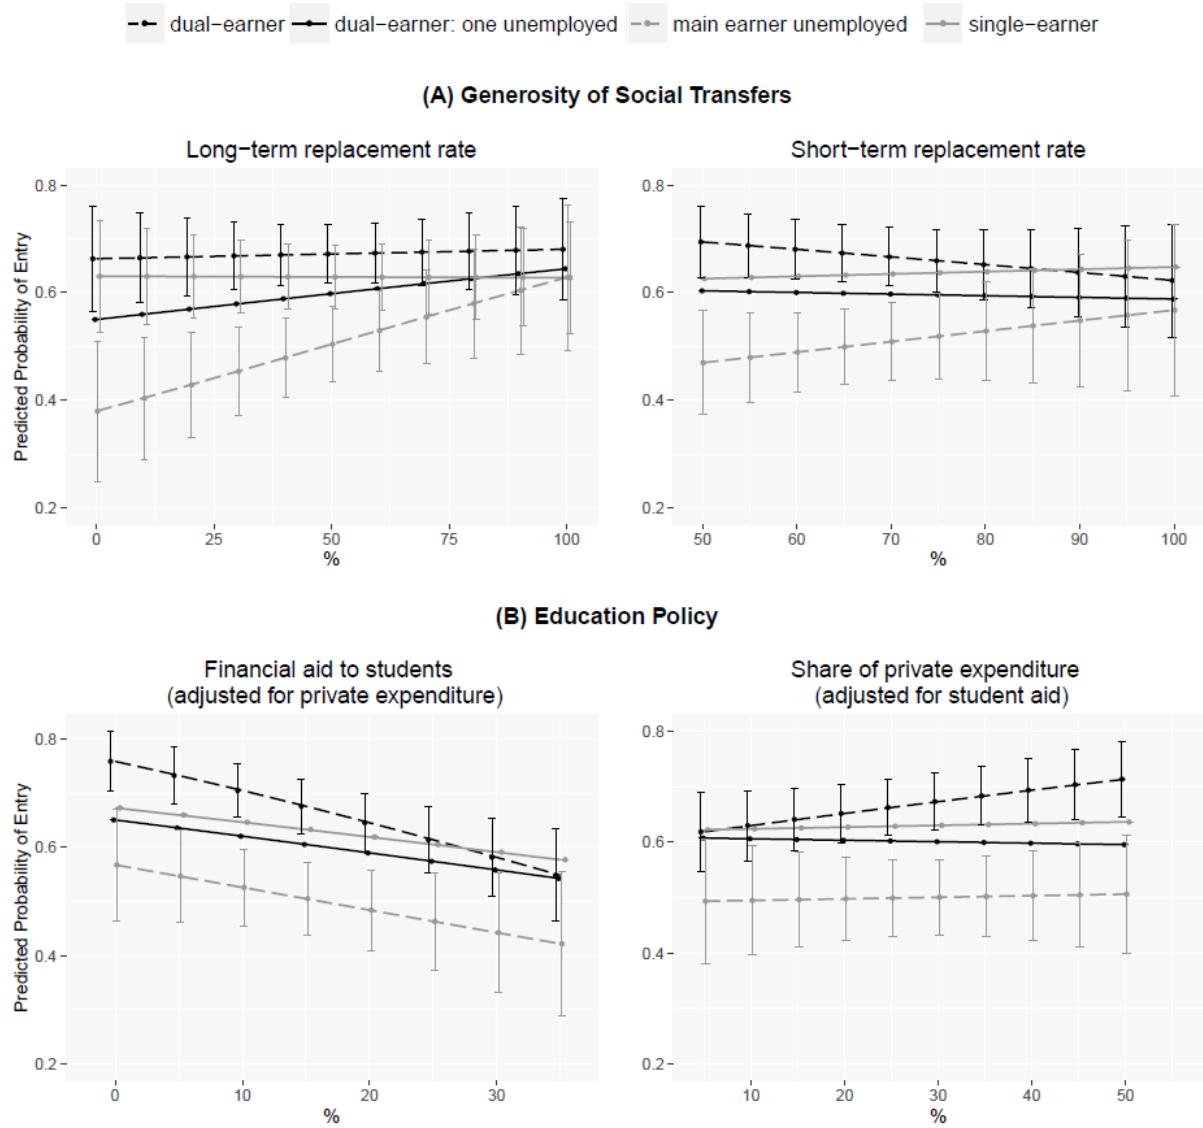 dual−earner dual−earner: one unemployed main earner unemployed single−earner
(A) Generosity of Social Transfers
Long−term replacement rate
Short−term replacement rate
Predicted Probability of Entry
0.8
0.6
0.4
0.2
0 25 50 75 100
%
0.8
0.6
0.4
0.2
50 60 70 80 90 100
%
(B) Education Policy
Financial aid to students
(adjusted for private expenditure)
Share of private expenditure
(adjusted for student aid)
Predicted Probability of Entry
0.8
0.6
0.4
0.2
0 10 20 30
%
0.8
0.6
0.4
0.2
10 20 30 40 50
%